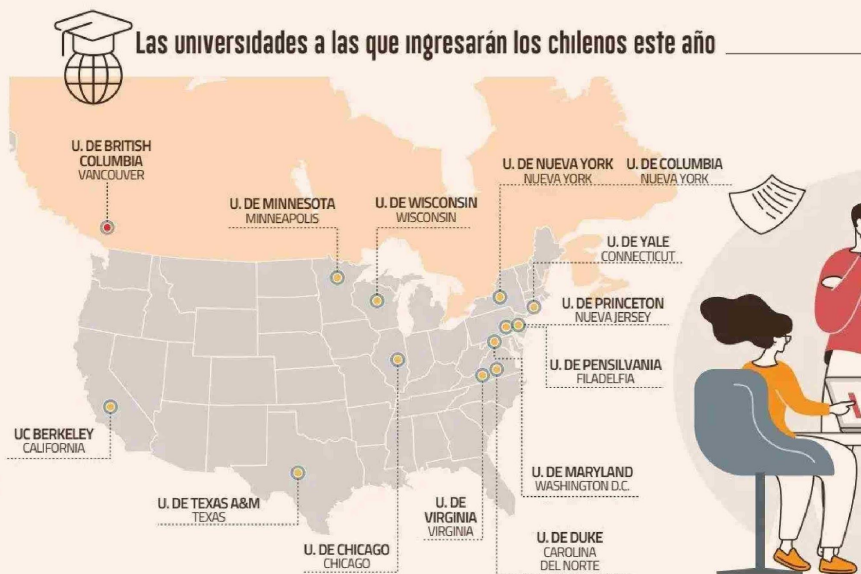 Las universidades a las que ingresarán los chilenos este año
U. DE BRITISH
COLUMBIA
VANCOUVER
U. DE MINNESOTA
MINNEAPOLIS
U. DE WISCONSIN
WISCONSIN
U. DE NUEVA YORK
NUEVA YORK
U. DE COLUMBIA
NUEVA YORK
U. DE YALE
CONNECTICUT
U. DE PRINCETON
NUEVA JERSEY
U. DE PENSILVANIA
FILADELFIA
UC BERKELEY
CALIFORNIA
U. DE TEXAS A&M
TEXAS
U. DE CHICAGO
CHICAGO
U. DE
VIRGINIA
VIRGINIA
U. DE MARYLAND
WASHINGTON D.C.
U. DE DUKE
CAROLINA
DEL NORTE